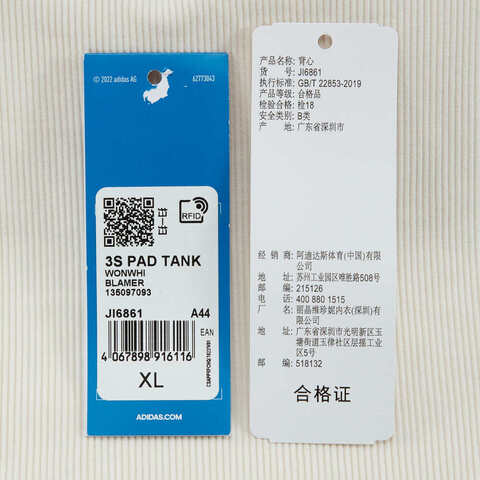 © 2022 adidas AG
62773043
RFID
3S PAD TANK
WONWHI
BLAMER
135097093
JI6861 A44
EAN
4 067898 916116
XL
ADIDAS.COM
产品名称: 背心
货 号: JI6861
执行标准: GB/T 22853-2019
产品等级: 合格品
检验合格: 检18
安全类别: B类
产 地: 广东省深圳市
经 销 商: 阿迪达斯体育(中国)有限
公司
地 址: 苏州工业园区唯胜路508号
邮 编: 215126
电 话: 400 880 1515
厂 商: 丽晶维珍妮内衣(深圳)有
限公司
地 址: 广东省深圳市光明新区玉
塘街道玉律社区层摇工业
区5号
邮 编: 518132
合格证